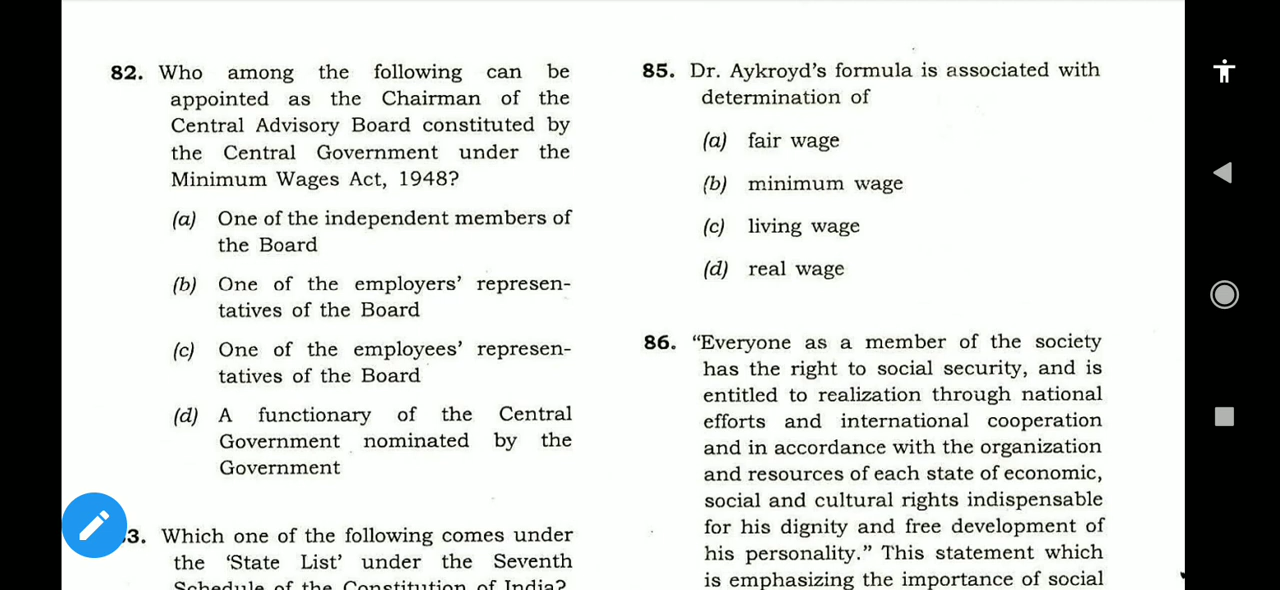 82. Who among the following can be
appointed as the Chairman of the
Central Advisory Board constituted by
the Central Government under the
Minimum Wages Act, 1948?
(a) One of the independent members of
the Board
(b) One of the employers' represen-
tatives of the Board
(c) One of the employees' represen-
tatives of the Board
(d) A functionary of the Central
Government nominated by the
Government
3. Which one of the following comes under
the 'State List' under the Seventh
Schedule of the Constitution of India?
85. Dr. Aykroyd's formula is associated with
determination of
(a) fair wage
(b) minimum wage
(c) living wage
(d) real wage
86. "Everyone as a member of the society
has the right to social security, and is
entitled to realization through national
efforts and international cooperation
and in accordance with the organization
and resources of each state of economic,
social and cultural rights indispensable
for his dignity and free development of
his personality." This statement which
is emphasizing the importance of social